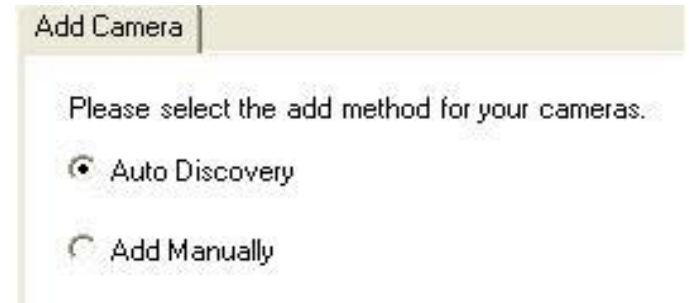 Add Camera
Please select the add method for your cameras.
Auto Discovery
Add Manually